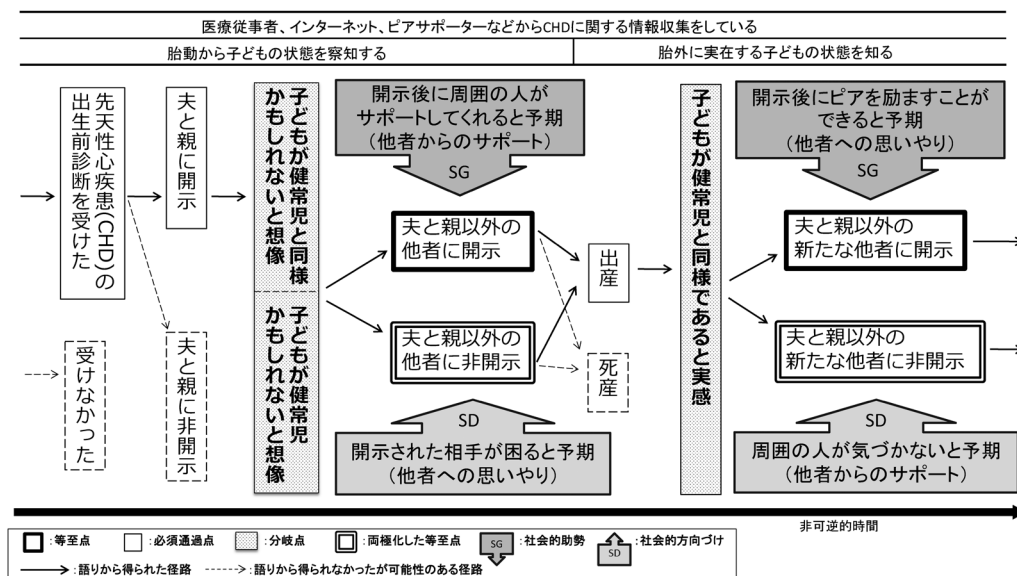 医療従事者、インターネット、ピアサポーターなどからCHDに関する情報収集をしている
胎動から子どもの状態を察知する
胎外に実在する子どもの状態を知る
先天性心疾患(CHD)の
出生前診断を受けた
受けなかった
夫と親に開示
夫と親に非開示
子どもが健常児と同様
かもしれないと想像
子どもが健常児
かもしれないと想像
開示後に周囲の人が
サポートしてくれると予期
(他者からのサポート)
SG
夫と親以外の
他者に開示
夫と親以外の
他者に非開示
SD
開示された相手が困ると予期
(他者への思いやり)
出産
死産
子どもが健常児と同様であると実感
開示後にピアを励ますことが
できると予期
(他者への思いやり)
SG
夫と親以外の
新たな他者に開示
夫と親以外の
新たな他者に非開示
SD
周囲の人が気づかないと予期
(他者からのサポート)
非可逆的時間
:等至点
:必須通過点
:分岐点
:両極化した等至点
SG
:社会的助勢
SD
:社会的方向づけ
:語りから得られた径路
:語りから得られなかったが可能性のある径路